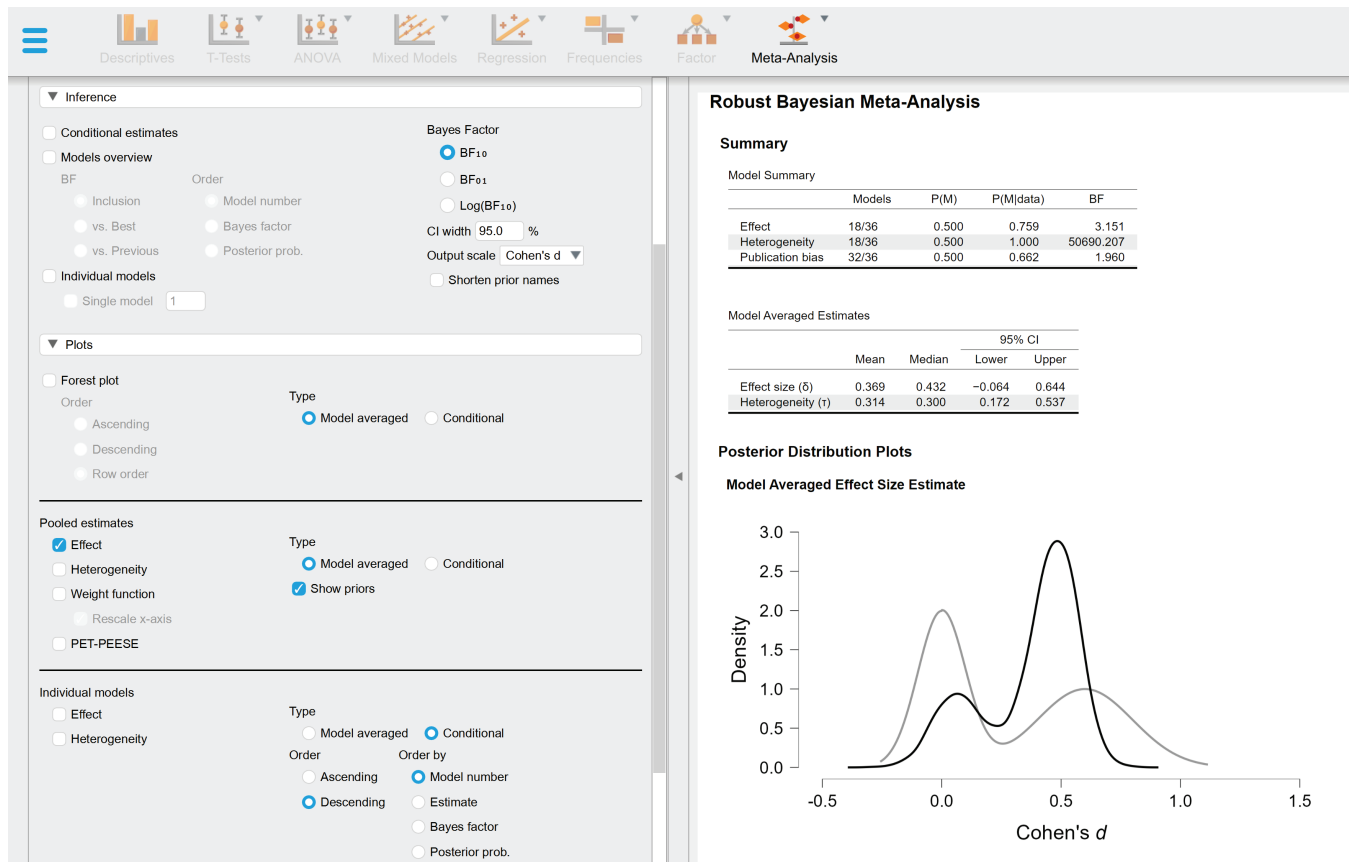 Descriptives T-Tests ANOVA Mixed Models Regression Frequencies Factor Meta-Analysis
Inference
Conditional estimates
Models overview
BF Order
Inclusion Model number
vs. Best Bayes factor
vs. Previous Posterior prob.
Individual models
Single model 1
Bayes Factor
BF₁₀
BF₀₁
Log(BF₁₀)
CI width 95.0 %
Output scale Cohen's d
Shorten prior names
Plots
Forest plot
Order
Ascending
Descending
Row order
Type
Model averaged Conditional
Pooled estimates
Effect
Heterogeneity
Weight function
Rescale x-axis
PET-PEESE
Type
Model averaged Conditional
Show priors
Individual models
Effect
Heterogeneity
Type
Model averaged Conditional
Order Order by
Ascending Model number
Descending Estimate
Bayes factor
Posterior prob.
Robust Bayesian Meta-Analysis
Summary
Model Summary
Models P(M) P(M|data) BF
Effect 18/36 0.500 0.759 3.151
Heterogeneity 18/36 0.500 1.000 50690.207
Publication bias 32/36 0.500 0.662 1.960
Model Averaged Estimates
95% CI
Mean Median Lower Upper
Effect size (δ) 0.369 0.432 −0.064 0.644
Heterogeneity (τ) 0.314 0.300 0.172 0.537
Posterior Distribution Plots
Model Averaged Effect Size Estimate
3.0
2.5
2.0
1.5
1.0
0.5
0.0
Density
-0.5 0.0 0.5 1.0 1.5
Cohen's d